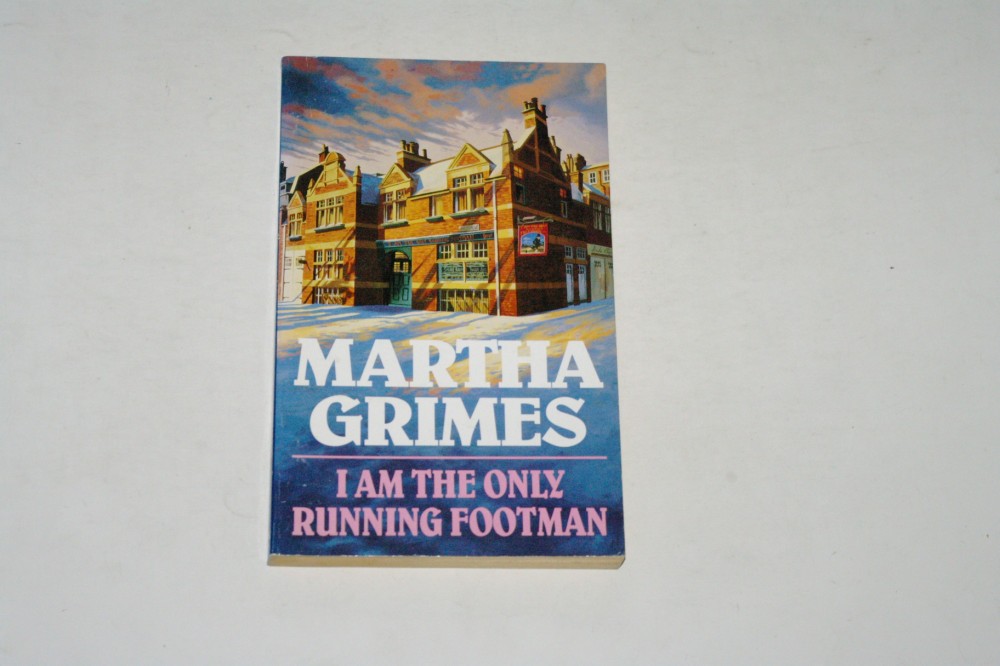 MARTHA
GRIMES
I AM THE ONLY
RUNNING FOOTMAN